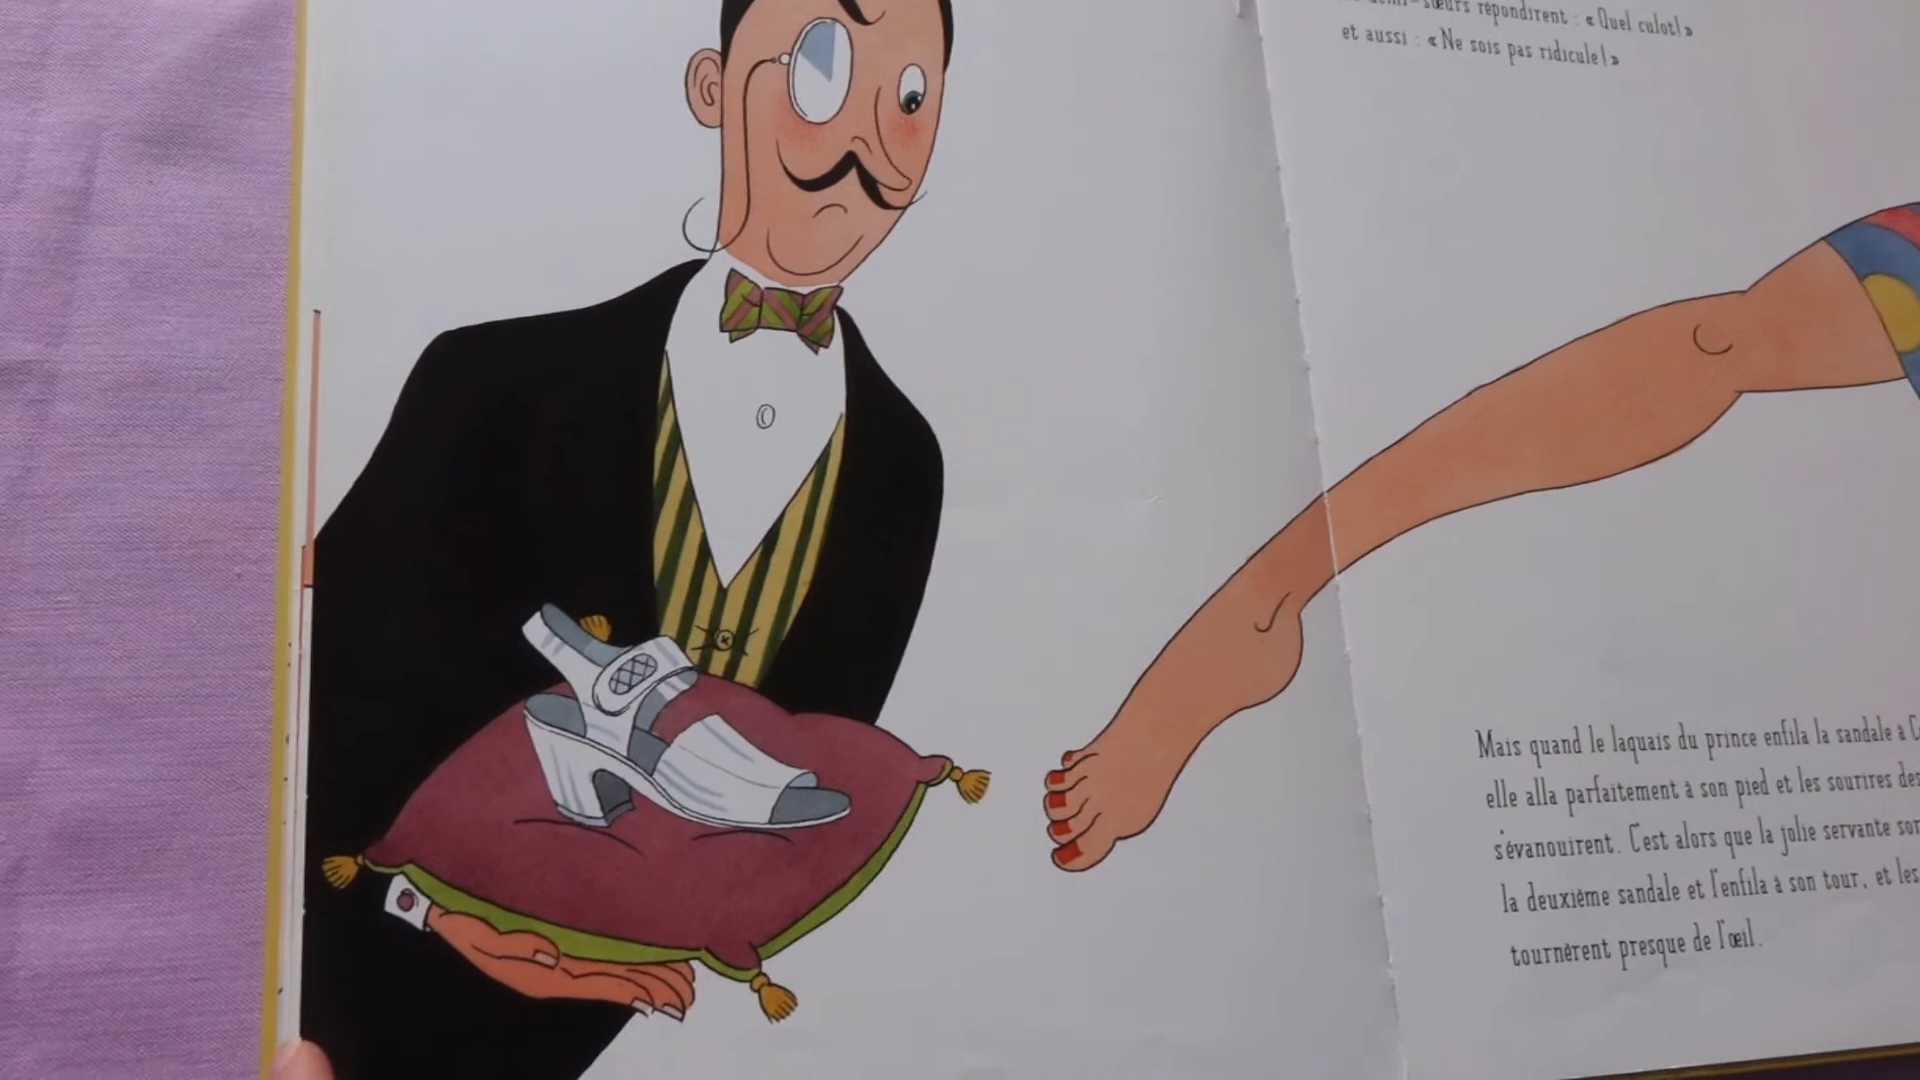 répondirent : « Quel culot! »
et aussi : « Ne sois pas ridicule! »
Mais quand le laquais du prince enfila la sandale à
elle alla parfaitement à son pied et les sourires des
s'évanouirent. C'est alors que la jolie servante
la deuxième sandale et l'enfila à son tour, et les
tournèrent presque de l'œil.